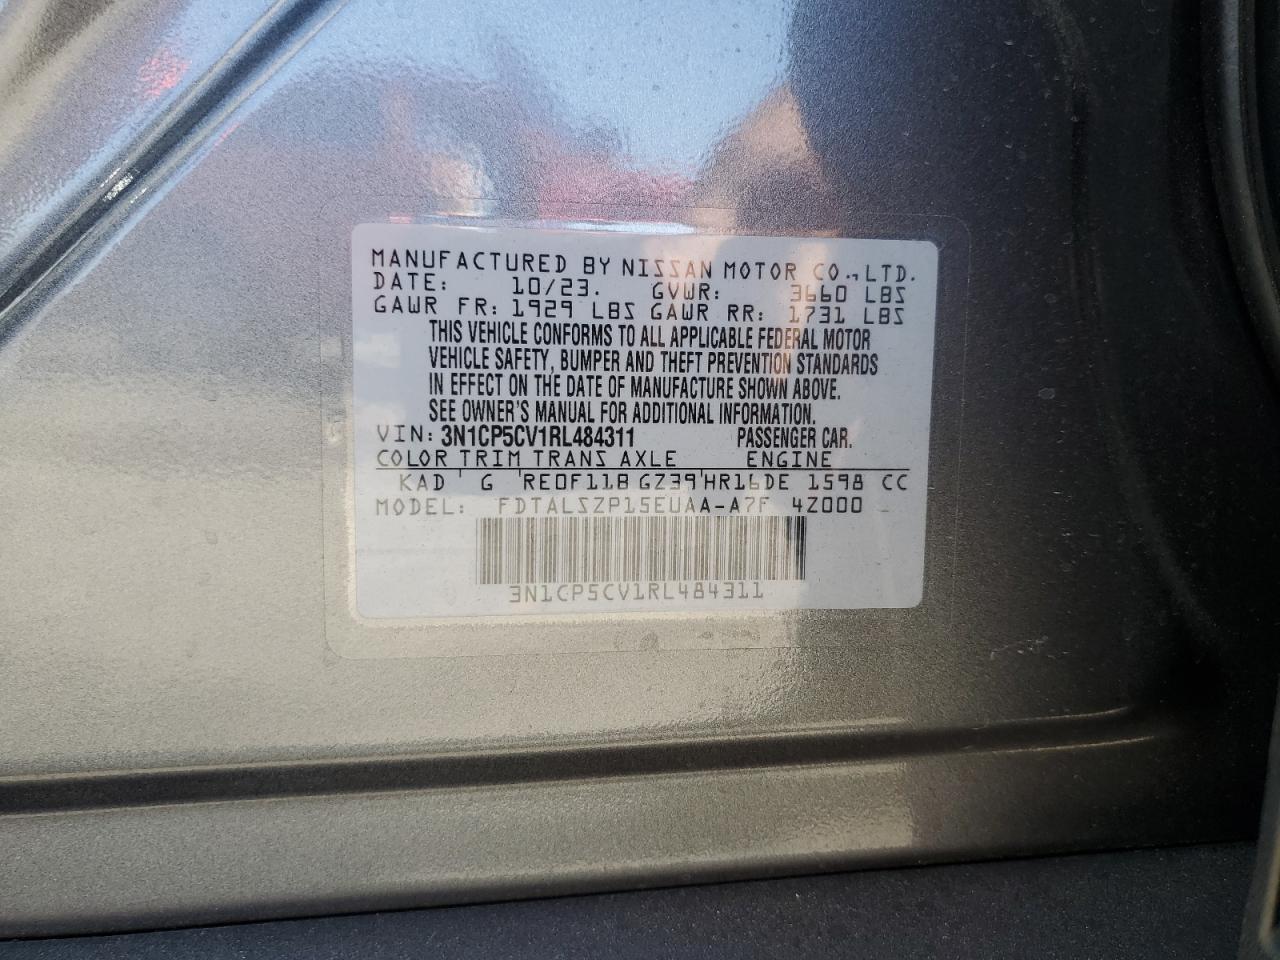 MANUFACTURED BY NISSAN MOTOR CO., LTD.
DATE: 10/23. GVWR: 3660 LBS
GAWR FR: 1929 LBS GAWR RR: 1731 LBS
THIS VEHICLE CONFORMS TO ALL APPLICABLE FEDERAL MOTOR
VEHICLE SAFETY, BUMPER AND THEFT PREVENTION STANDARDS
IN EFFECT ON THE DATE OF MANUFACTURE SHOWN ABOVE.
SEE OWNER'S MANUAL FOR ADDITIONAL INFORMATION.
VIN: 3N1CP5CV1RL484311 PASSENGER CAR.
COLOR TRIM TRANS AXLE ENGINE
KAD G RE0F11B GZ39 HR16DE 1598 CC
MODEL: FDTALSZP15EUAA-A7F 4Z000
3N1CP5CV1RL484311